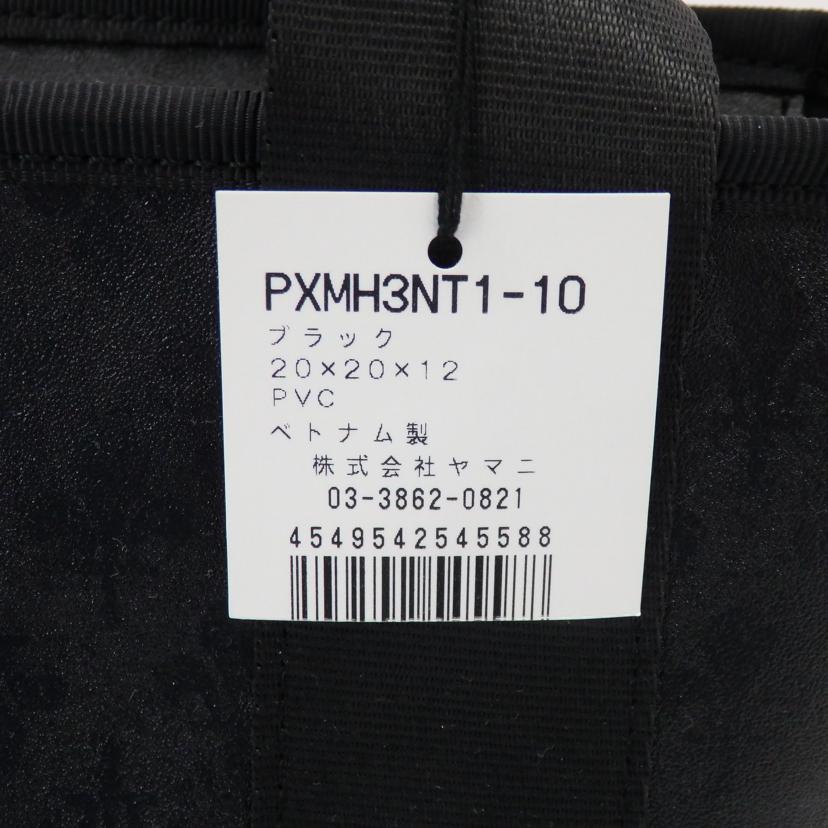 PXMH3NT1-10
ブラック
20×20×12
PVC
ベトナム製
株式会社ヤマニ
03-3862-0821
4549542545588